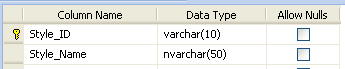 Column Name Data Type Allow Nulls
Style_ID varchar(10)
Style_Name nvarchar(50)